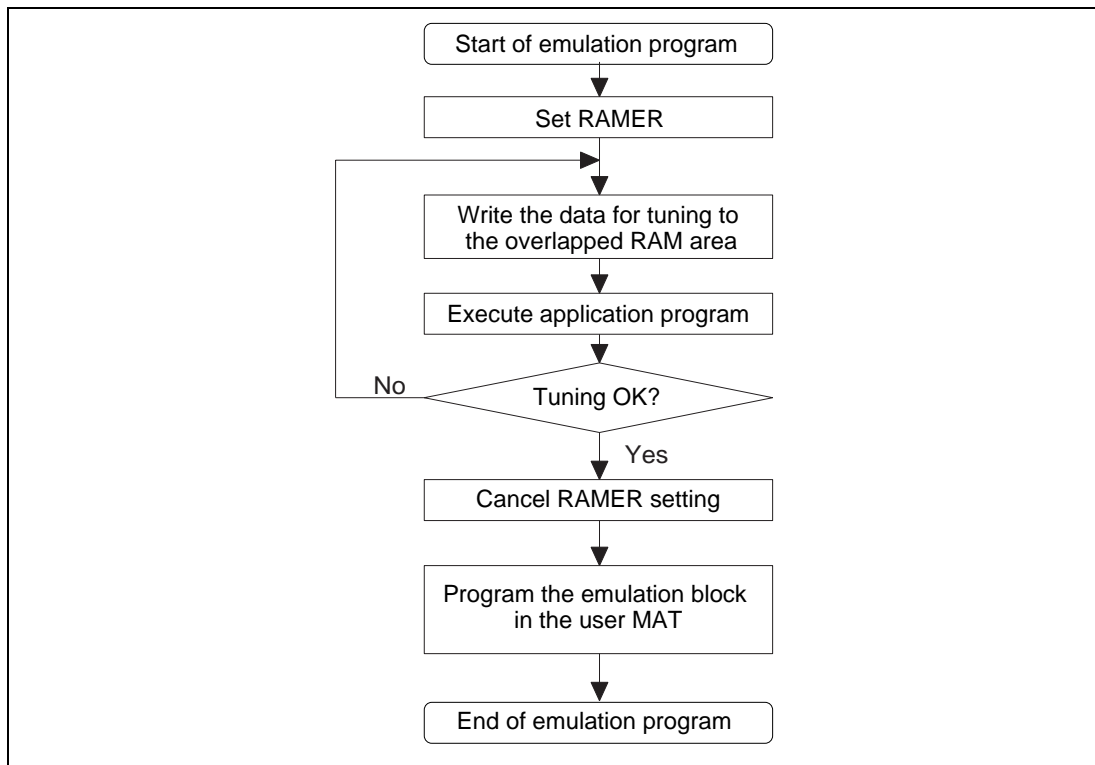 Start of emulation program
Set RAMER
Write the data for tuning to
the overlapped RAM area
Execute application program
No
Tuning OK?
Yes
Cancel RAMER setting
Program the emulation block
in the user MAT
End of emulation program